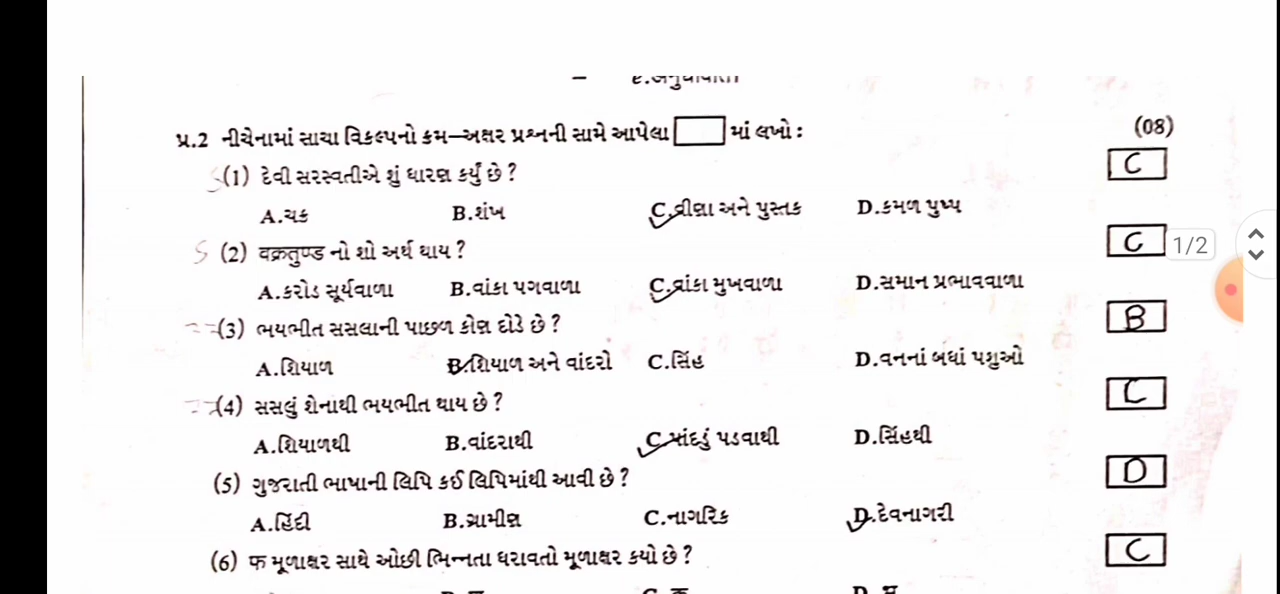 પ્ર.2 નીચેનામાં સાચા વિકલ્પનો ક્રમ–અક્ષર પ્રશ્નની સામે આપેલા માં લખો : (08)
(1) દેવી સરસ્વતીએ શું ધારણ કર્યું છે ? C
A.ચક્ર B.શંખ C.વીણા અને પુસ્તક D.કમળ પુષ્પ
(2) वक्रतुण्ड નો શો અર્થ થાય ? C 1/2
A.કરોડ સૂર્યવાળા B.વાંકા પગવાળા C.વાંકા મુખવાળા D.સમાન પ્રભાવવાળા
(3) ભયભીત સસલાની પાછળ કોણ દોડે છે ? B
A.શિયાળ B.શિયાળ અને વાંદરો C.સિંહ D.વનનાં બધાં પશુઓ
(4) સસલું શેનાથી ભયભીત થાય છે ? C
A.શિયાળથી B.વાંદરાથી C.પાંદડું પડવાથી D.સિંહથી
(5) ગુજરાતી ભાષાની લિપિ કઈ લિપિમાંથી આવી છે ? D
A.હિંદી B.ગ્રામીણ C.નાગરિક D.દેવનાગરી
(6) फ મૂળાક્ષર સાથે ઓછી ભિન્નતા ધરાવતો મૂળાક્ષર કયો છે ? C